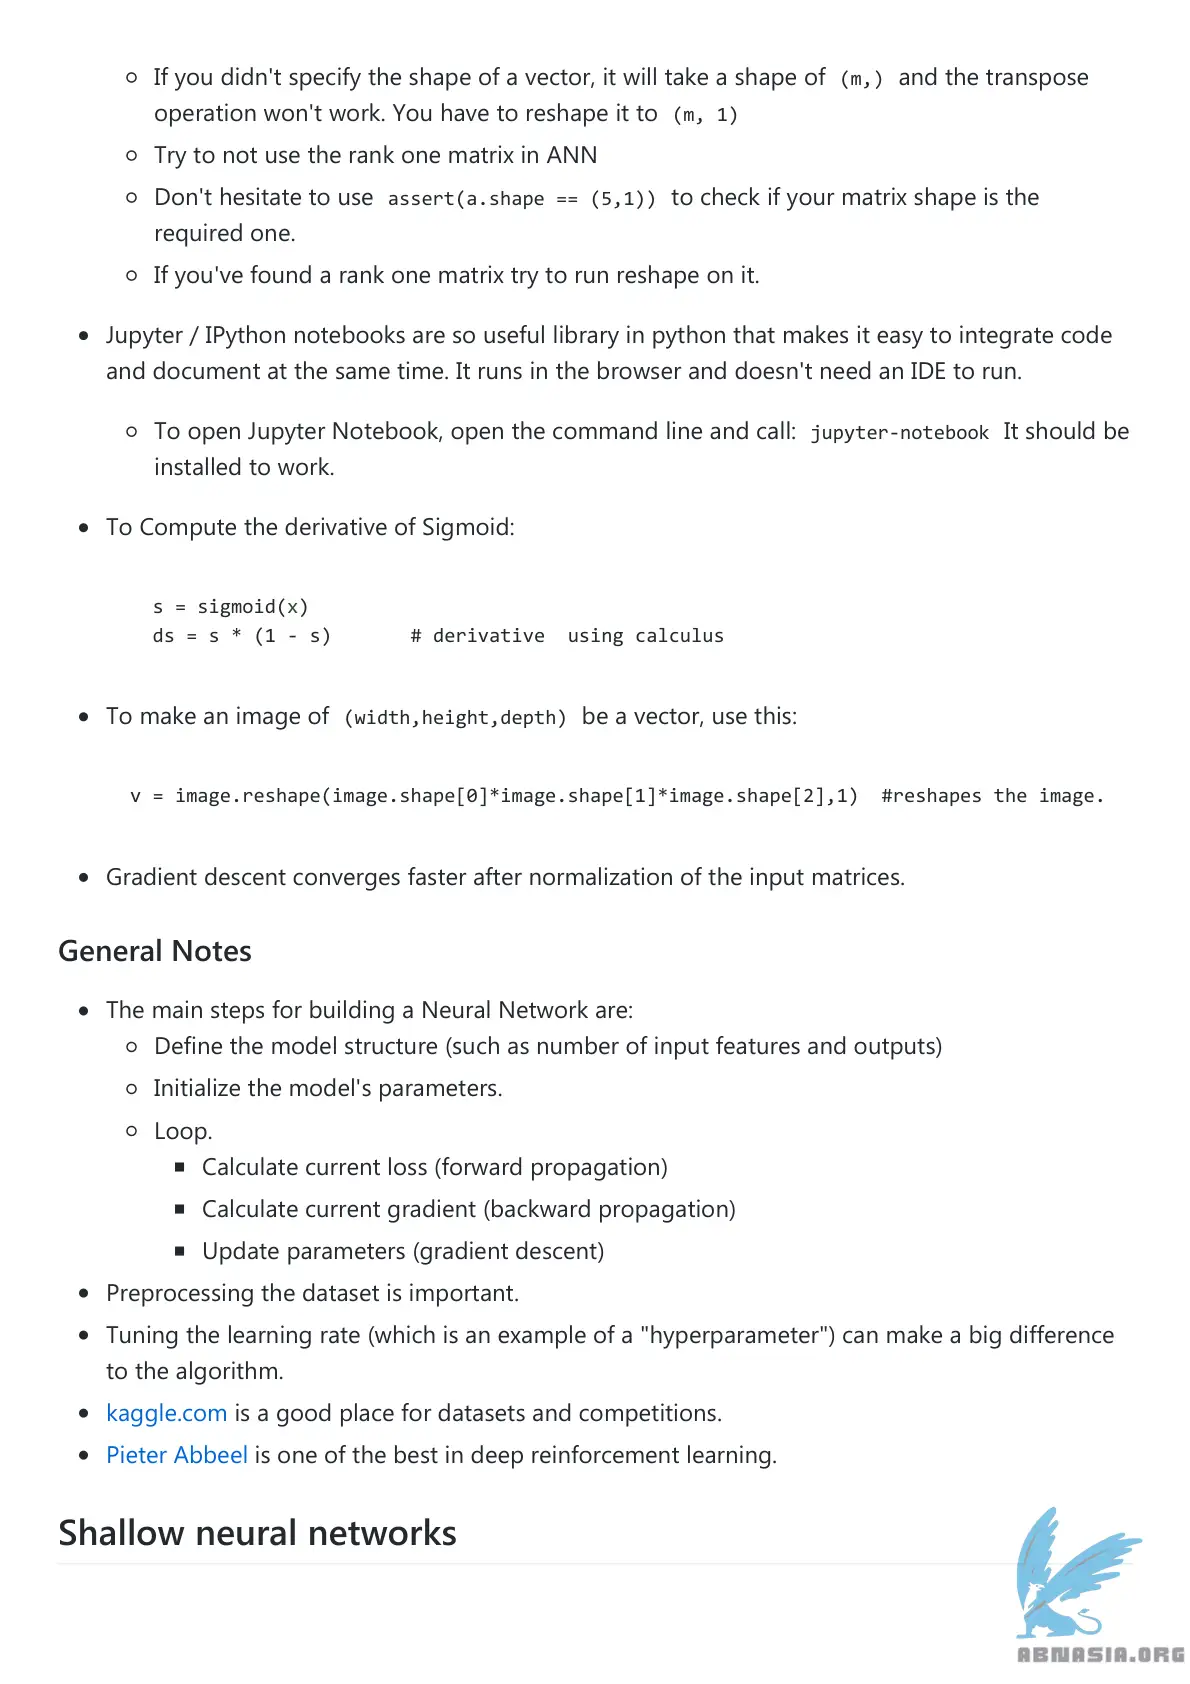 If you didn't specify the shape of a vector, it will take a shape of (m,) and the transpose
operation won't work. You have to reshape it to (m, 1)
Try to not use the rank one matrix in ANN
Don't hesitate to use assert(a.shape == (5,1)) to check if your matrix shape is the
required one.
If you've found a rank one matrix try to run reshape on it.
Jupyter / IPython notebooks are so useful library in python that makes it easy to integrate code
and document at the same time. It runs in the browser and doesn't need an IDE to run.
To open Jupyter Notebook, open the command line and call: jupyter-notebook It should be
installed to work.
To Compute the derivative of Sigmoid:
s = sigmoid(x)
ds = s * (1 - s)       # derivative  using calculus
To make an image of (width,height,depth) be a vector, use this:
v = image.reshape(image.shape[0]*image.shape[1]*image.shape[2],1)  #reshapes the image.
Gradient descent converges faster after normalization of the input matrices.
General Notes
The main steps for building a Neural Network are:
Define the model structure (such as number of input features and outputs)
Initialize the model's parameters.
Loop.
Calculate current loss (forward propagation)
Calculate current gradient (backward propagation)
Update parameters (gradient descent)
Preprocessing the dataset is important.
Tuning the learning rate (which is an example of a "hyperparameter") can make a big difference
to the algorithm.
kaggle.com is a good place for datasets and competitions.
Pieter Abbeel is one of the best in deep reinforcement learning.
Shallow neural networks
ABNASIA.ORG